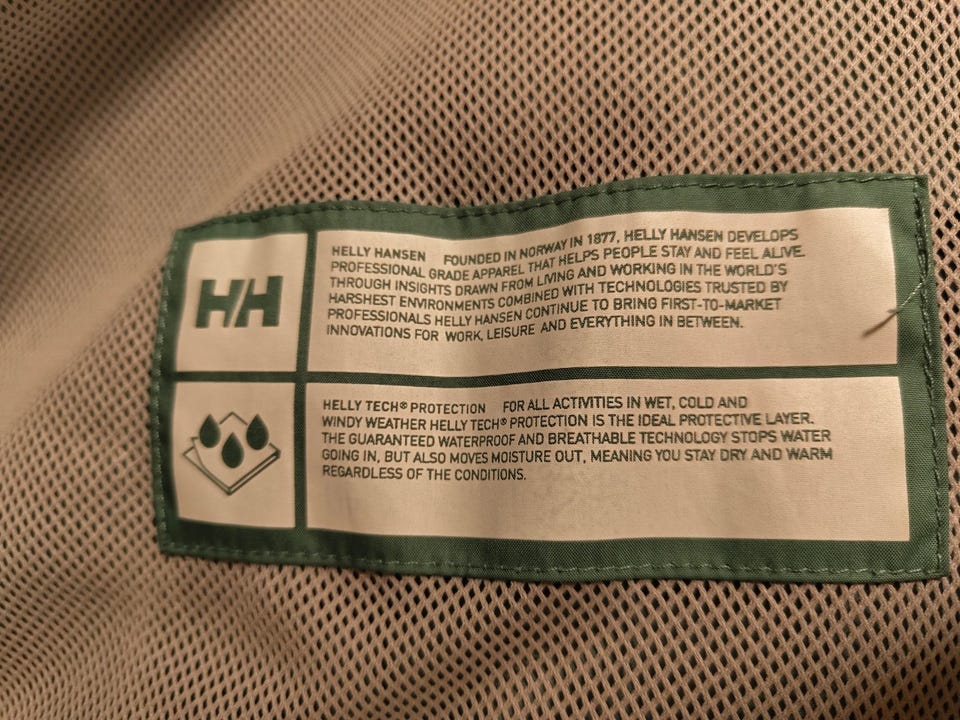 HH
HELLY HANSEN FOUNDED IN NORWAY IN 1877, HELLY HANSEN DEVELOPS
PROFESSIONAL GRADE APPAREL THAT HELPS PEOPLE STAY AND FEEL ALIVE.
THROUGH INSIGHTS DRAWN FROM LIVING AND WORKING IN THE WORLD'S
HARSHEST ENVIRONMENTS COMBINED WITH TECHNOLOGIES TRUSTED BY
PROFESSIONALS HELLY HANSEN CONTINUE TO BRING FIRST-TO-MARKET
INNOVATIONS FOR WORK, LEISURE AND EVERYTHING IN BETWEEN.
HELLY TECH® PROTECTION FOR ALL ACTIVITIES IN WET, COLD AND
WINDY WEATHER HELLY TECH® PROTECTION IS THE IDEAL PROTECTIVE LAYER.
THE GUARANTEED WATERPROOF AND BREATHABLE TECHNOLOGY STOPS WATER
GOING IN, BUT ALSO MOVES MOISTURE OUT, MEANING YOU STAY DRY AND WARM
REGARDLESS OF THE CONDITIONS.